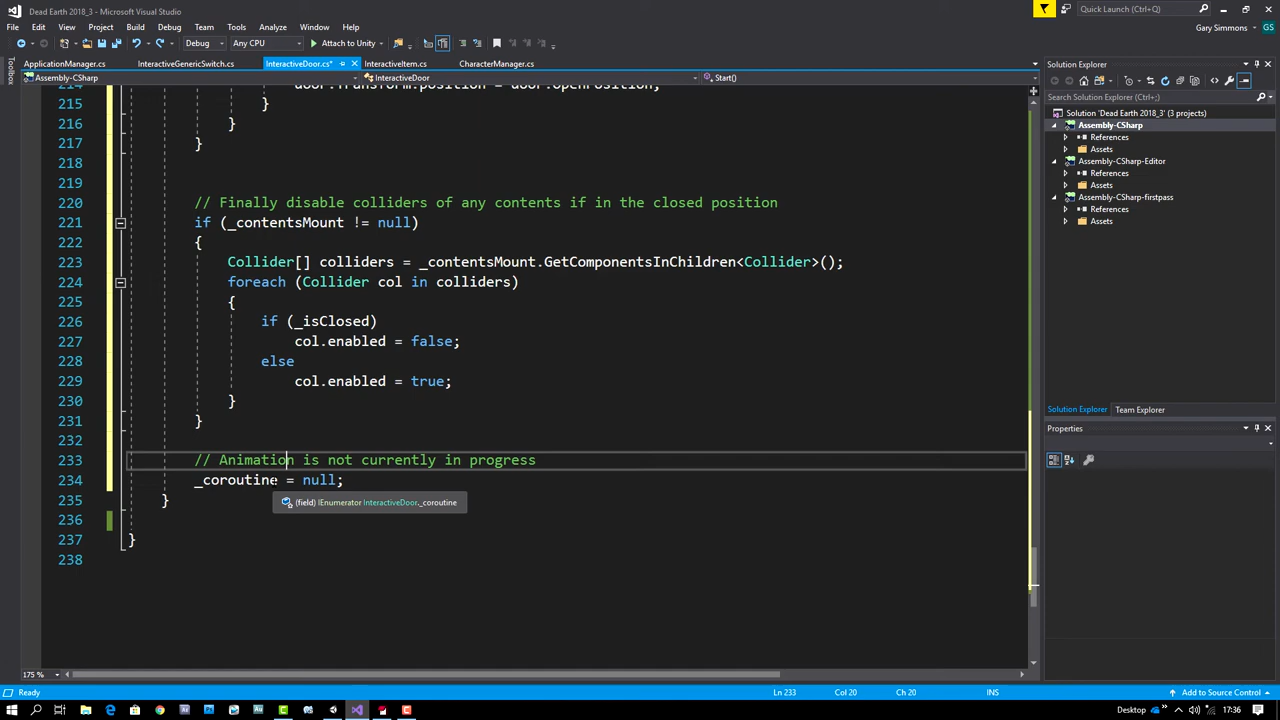 Dead Earth 2018_3 - Microsoft Visual Studio
Quick Launch (Ctrl+;)
File Edit View Project Build Debug Team Tools Analyze Window Help
Gary Simmons GS
Debug Any CPU Attach to Unity
ApplicationManager.cs InteractiveGenericSwitch.cs InteractiveDoor.cs* InteractiveItem.cs CharacterManager.cs
Assembly-CSharp InteractiveDoor Start()
Toolbox
214 door.Transform.position = door.OpenPosition;
215 }
216 }
217 }
218
219
220 // Finally disable colliders of any contents if in the closed position
221 if (_contentsMount != null)
222 {
223 Collider[] colliders = _contentsMount.GetComponentsInChildren<Collider>();
224 foreach (Collider col in colliders)
225 {
226 if (_isClosed)
227 col.enabled = false;
228 else
229 col.enabled = true;
230 }
231 }
232
233 // Animation is not currently in progress
234 _coroutine = null;
235 }
236
237 }
238
(field) IEnumerator InteractiveDoor._coroutine
Solution Explorer
Search Solution Explorer (Ctrl+;)
Solution 'Dead Earth 2018_3' (3 projects)
Assembly-CSharp
References
Assets
Assembly-CSharp-Editor
References
Assets
Assembly-CSharp-firstpass
References
Assets
Solution Explorer Team Explorer
Properties
175 %
Ready Ln 233 Col 20 Ch 20 INS Add to Source Control
Desktop 17:36